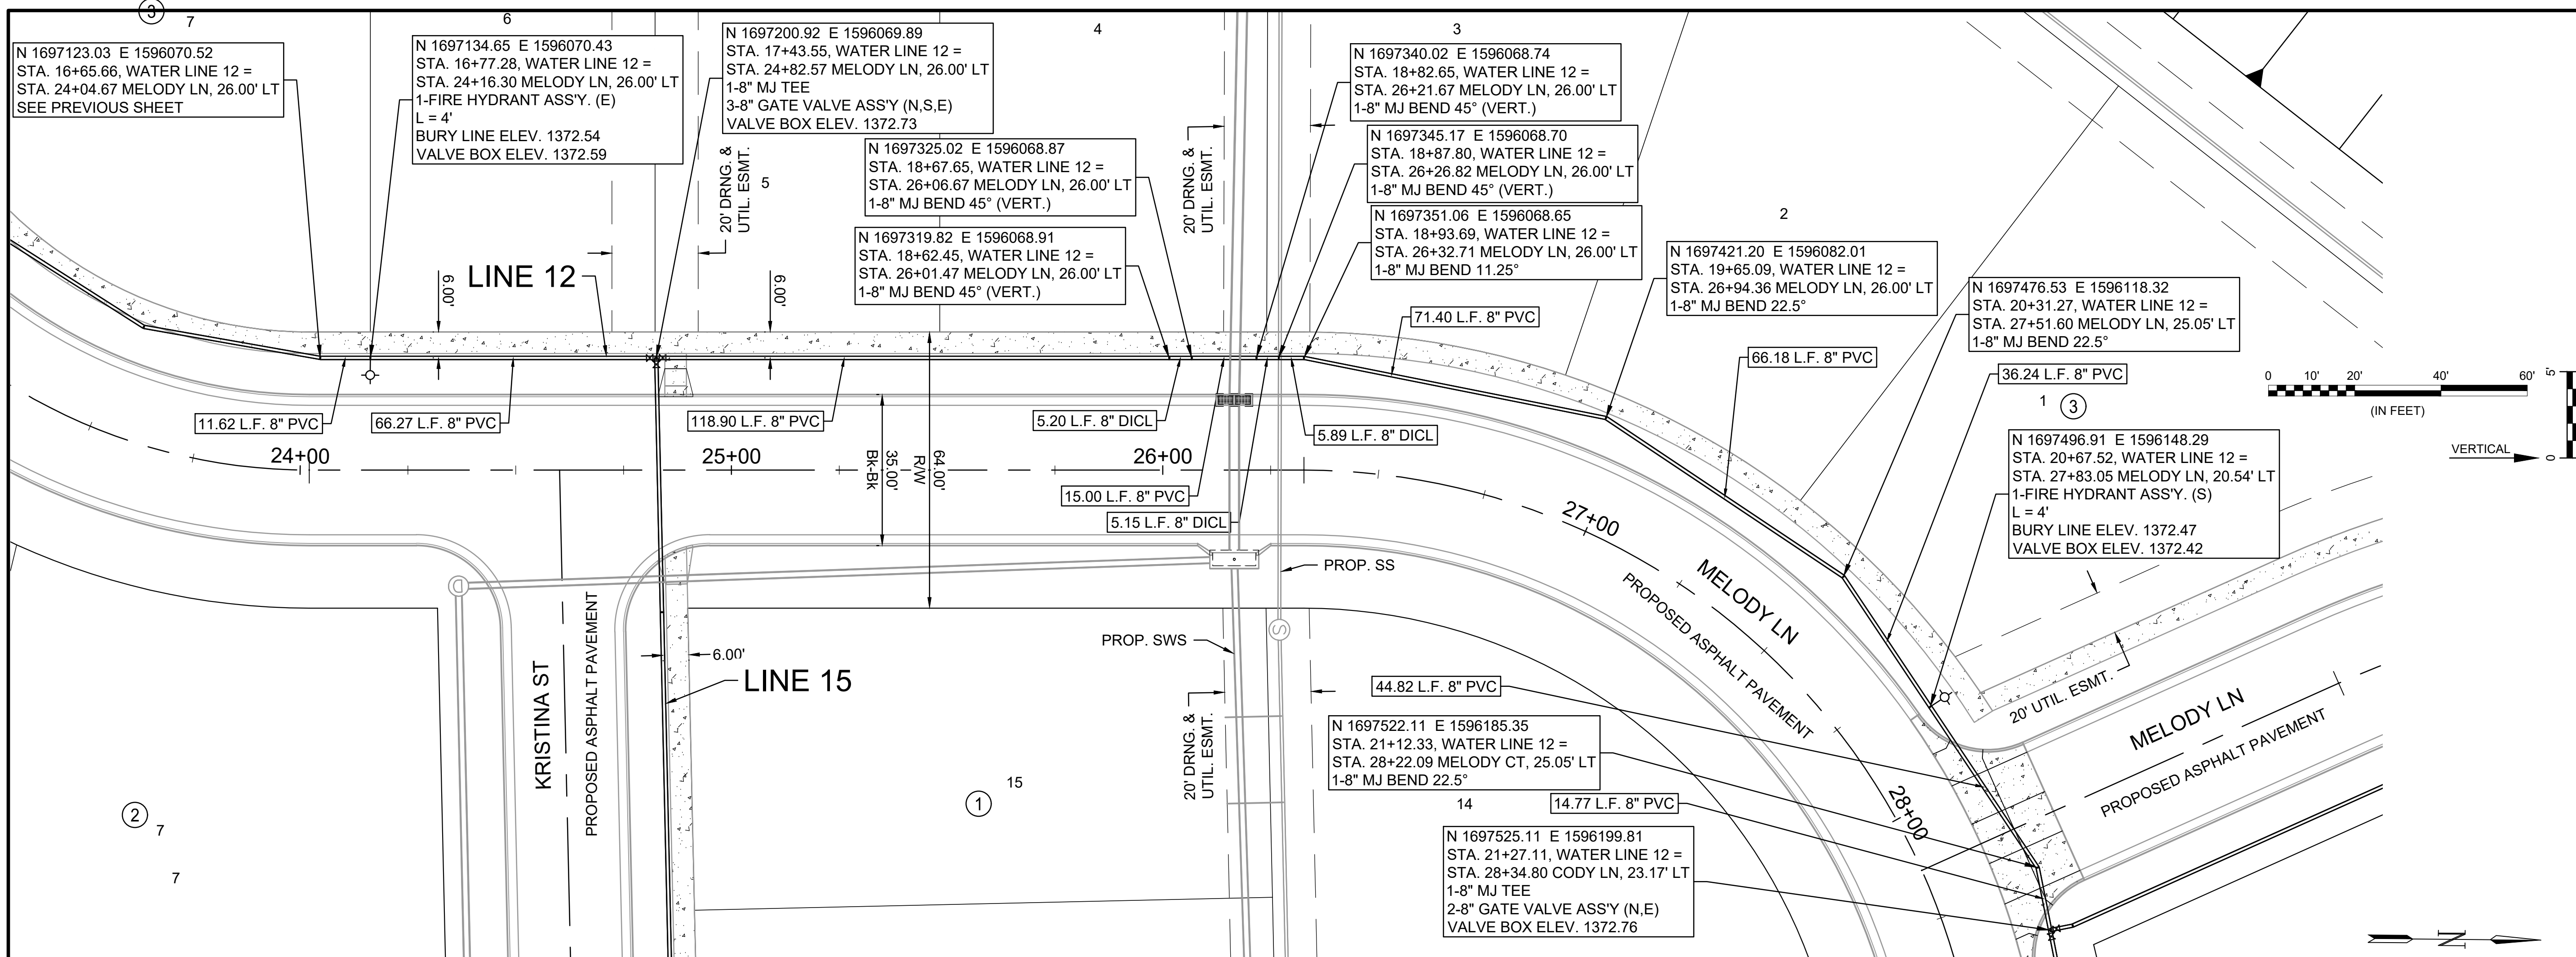 3
7
6
4
3
N 1697123.03 E 1596070.52
STA. 16+65.66, WATER LINE 12 =
STA. 24+04.67 MELODY LN, 26.00' LT
SEE PREVIOUS SHEET
N 1697134.65 E 1596070.43
STA. 16+77.28, WATER LINE 12 =
STA. 24+16.30 MELODY LN, 26.00' LT
1-FIRE HYDRANT ASS'Y. (E)
L = 4'
BURY LINE ELEV. 1372.54
VALVE BOX ELEV. 1372.59
N 1697200.92 E 1596069.89
STA. 17+43.55, WATER LINE 12 =
STA. 24+82.57 MELODY LN, 26.00' LT
1-8" MJ TEE
3-8" GATE VALVE ASS'Y (N,S,E)
VALVE BOX ELEV. 1372.73
20' DRNG. &
UTIL. ESMT.
5
N 1697325.02 E 1596068.87
STA. 18+67.65, WATER LINE 12 =
STA. 26+06.67 MELODY LN, 26.00' LT
1-8" MJ BEND 45° (VERT.)
N 1697319.82 E 1596068.91
STA. 18+62.45, WATER LINE 12 =
STA. 26+01.47 MELODY LN, 26.00' LT
1-8" MJ BEND 45° (VERT.)
20' DRNG. &
UTIL. ESMT.
N 1697340.02 E 1596068.74
STA. 18+82.65, WATER LINE 12 =
STA. 26+21.67 MELODY LN, 26.00' LT
1-8" MJ BEND 45° (VERT.)
N 1697345.17 E 1596068.70
STA. 18+87.80, WATER LINE 12 =
STA. 26+26.82 MELODY LN, 26.00' LT
1-8" MJ BEND 45° (VERT.)
N 1697351.06 E 1596068.65
STA. 18+93.69, WATER LINE 12 =
STA. 26+32.71 MELODY LN, 26.00' LT
1-8" MJ BEND 11.25°
2
N 1697421.20 E 1596082.01
STA. 19+65.09, WATER LINE 12 =
STA. 26+94.36 MELODY LN, 26.00' LT
1-8" MJ BEND 22.5°
N 1697476.53 E 1596118.32
STA. 20+31.27, WATER LINE 12 =
STA. 27+51.60 MELODY LN, 25.05' LT
1-8" MJ BEND 22.5°
LINE 12
6.00'
6.00'
71.40 L.F. 8" PVC
66.18 L.F. 8" PVC
36.24 L.F. 8" PVC
1
3
0 10' 20' 40' 60'
(IN FEET)
5'
VERTICAL
0
11.62 L.F. 8" PVC
66.27 L.F. 8" PVC
118.90 L.F. 8" PVC
5.20 L.F. 8" DICL
5.89 L.F. 8" DICL
N 1697496.91 E 1596148.29
STA. 20+67.52, WATER LINE 12 =
STA. 27+83.05 MELODY LN, 20.54' LT
1-FIRE HYDRANT ASS'Y. (S)
L = 4'
BURY LINE ELEV. 1372.47
VALVE BOX ELEV. 1372.42
24+00
25+00
26+00
35.00'
Bk-Bk
64.00'
R/W
15.00 L.F. 8" PVC
5.15 L.F. 8" DICL
27+00
D
PROP. SS
MELODY LN
PROPOSED ASPHALT PAVEMENT
S
PROP. SWS
6.00'
LINE 15
KRISTINA ST
PROPOSED ASPHALT PAVEMENT
20' DRNG. &
UTIL. ESMT.
44.82 L.F. 8" PVC
20' UTIL. ESMT.
MELODY LN
PROPOSED ASPHALT PAVEMENT
N 1697522.11 E 1596185.35
STA. 21+12.33, WATER LINE 12 =
STA. 28+22.09 MELODY CT, 25.05' LT
1-8" MJ BEND 22.5°
15
1
14
14.77 L.F. 8" PVC
28+00
2
7
7
N 1697525.11 E 1596199.81
STA. 21+27.11, WATER LINE 12 =
STA. 28+34.80 CODY LN, 23.17' LT
1-8" MJ TEE
2-8" GATE VALVE ASS'Y (N,E)
VALVE BOX ELEV. 1372.76
N